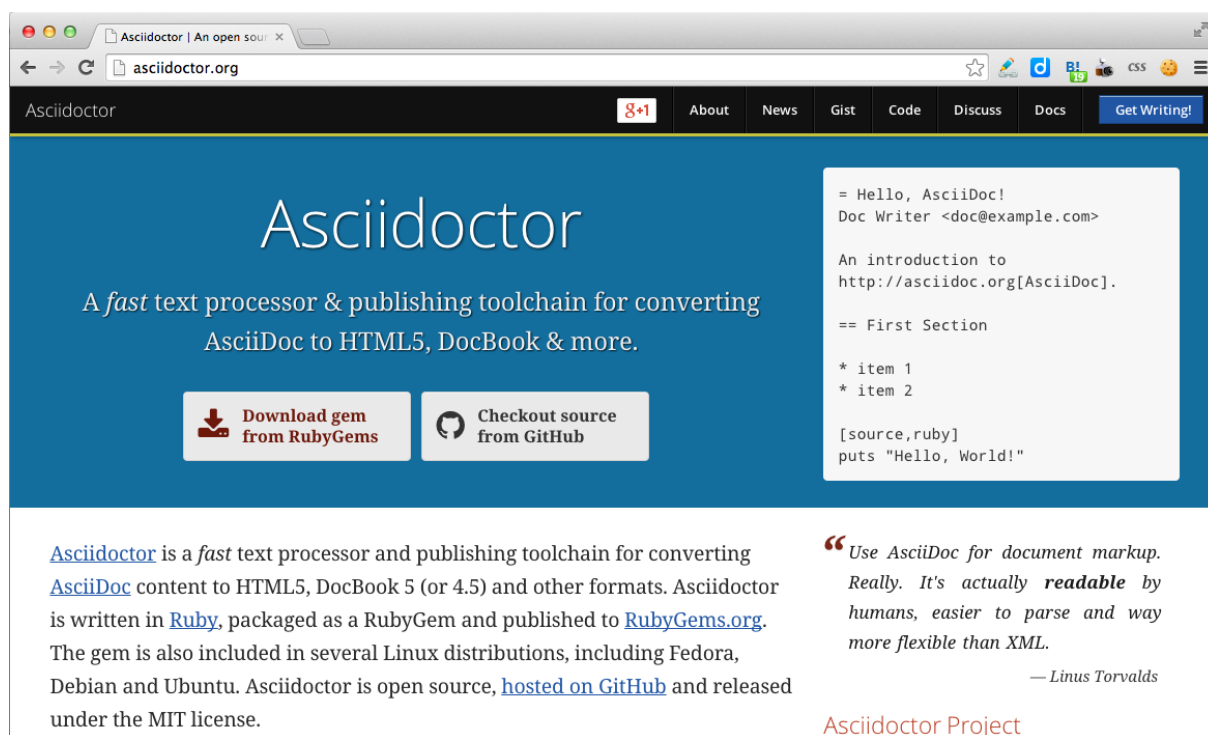 Asciidoctor | An open sour
asciidoctor.org
B! 19
CSS
Asciidoctor
g+1 About News Gist Code Discuss Docs Get Writing!
Asciidoctor
A fast text processor & publishing toolchain for converting
AsciiDoc to HTML5, DocBook & more.
Download gem
from RubyGems
Checkout source
from GitHub
= Hello, AsciiDoc!
Doc Writer <doc@example.com>
An introduction to
http://asciidoc.org[AsciiDoc].
== First Section
* item 1
* item 2
[source,ruby]
puts "Hello, World!"
Asciidoctor is a fast text processor and publishing toolchain for converting
AsciiDoc content to HTML5, DocBook 5 (or 4.5) and other formats. Asciidoctor
is written in Ruby, packaged as a RubyGem and published to RubyGems.org.
The gem is also included in several Linux distributions, including Fedora,
Debian and Ubuntu. Asciidoctor is open source, hosted on GitHub and released
under the MIT license.
“ Use AsciiDoc for document markup.
Really. It's actually readable by
humans, easier to parse and way
more flexible than XML.
— Linus Torvalds
Asciidoctor Project